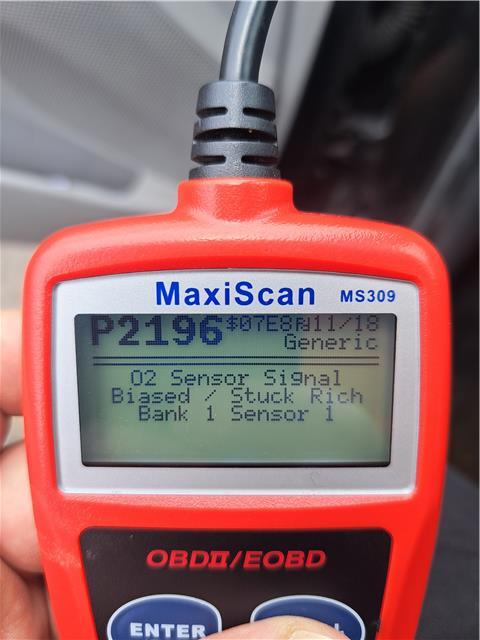 MaxiScan MS309
P2196 $07E8 11/18
Generic
O2 Sensor Signal
Biased / Stuck Rich
Bank 1 Sensor 1
OBDII/EOBD
ENTER